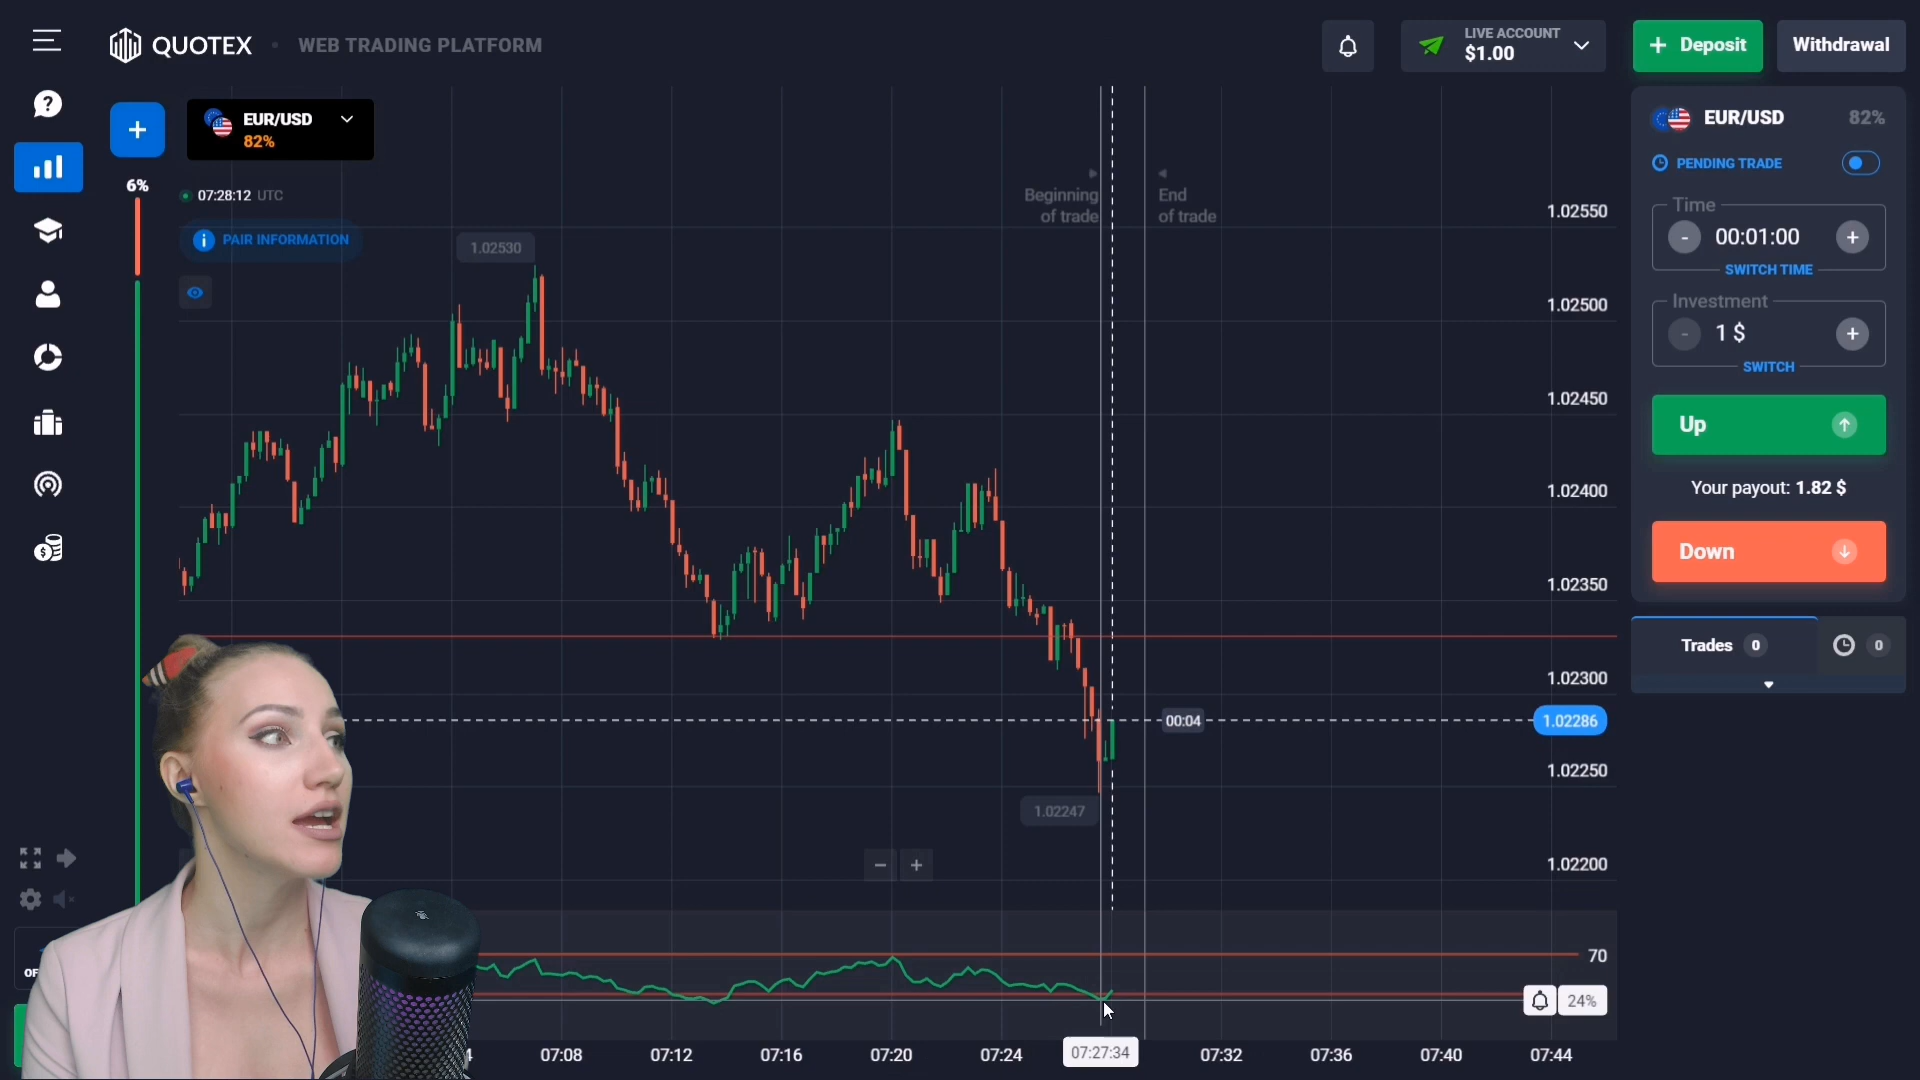 QUOTEX
WEB TRADING PLATFORM
LIVE ACCOUNT
$1.00
+ Deposit
Withdrawal
EUR/USD
82%
6%
07:28:12 UTC
PAIR INFORMATION
1.02530
Beginning
of trade
End
of trade
1.02550
1.02500
1.02450
1.02400
1.02350
1.02300
1.02286
1.02250
1.02200
00:04
1.02247
− +
70
24%
07:08
07:12
07:16
07:20
07:24
07:27:34
07:32
07:36
07:40
07:44
EUR/USD 82%
PENDING TRADE
Time
- 00:01:00 +
SWITCH TIME
Investment
- 1 $ +
SWITCH
Up
Your payout: 1.82 $
Down
Trades 0
0